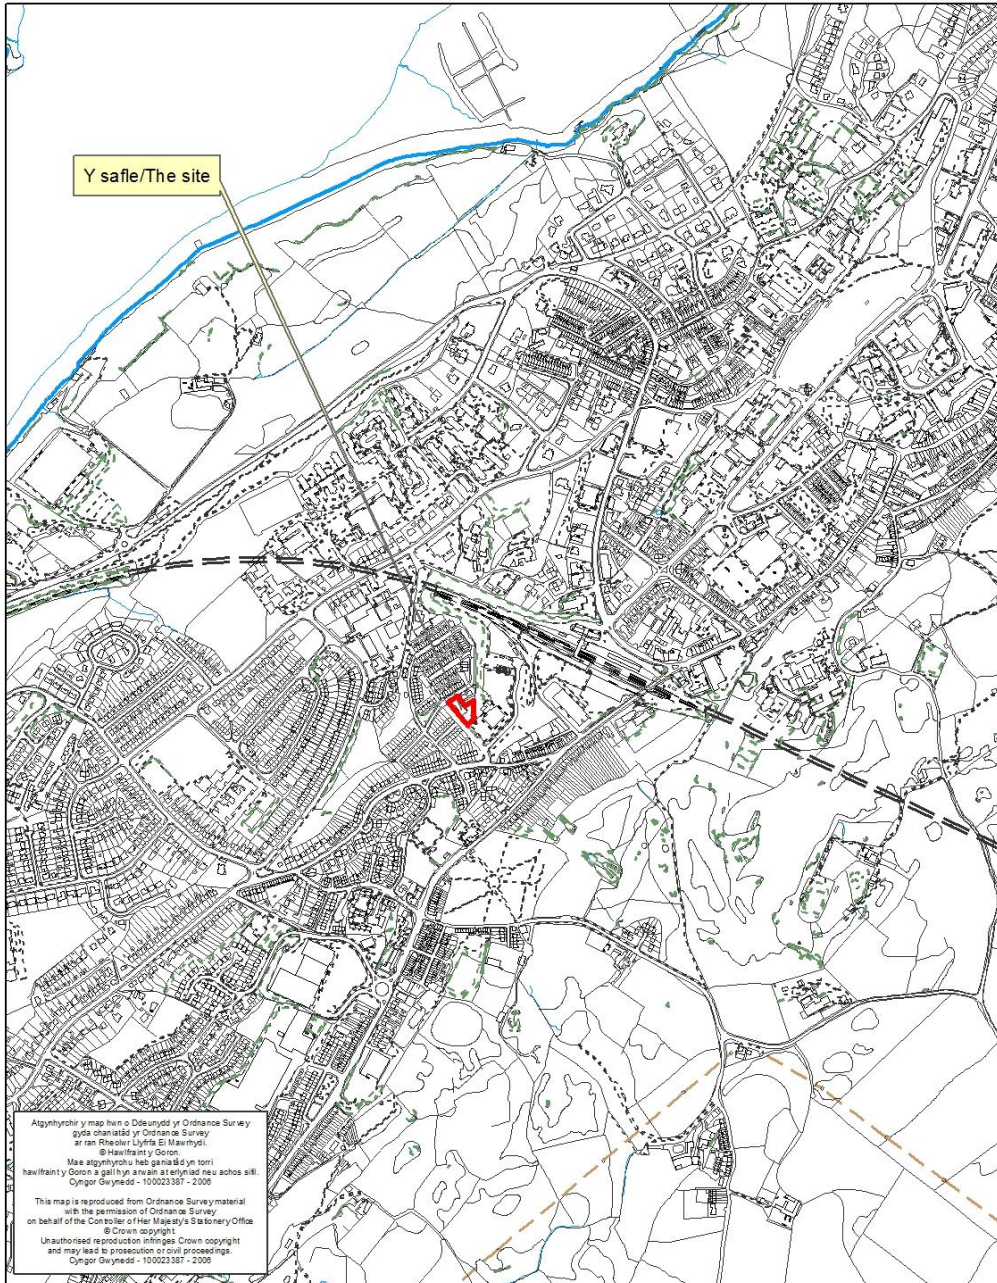 Y safle/The site
Atgynhyrchir y map hwn o Ddeunydd yr Ordnance Survey
gyda chaniatâd yr Ordnance Survey
ar ran Rheolwr Llyfrfa Ei Mawrhydi.
© Hawlfraint y Goron.
Mae atgynhyrchu heb ganiatâd yn torri
hawlfraint y Goron a gall hyn arwain at erlyniad neu achos sifil.
Cyngor Gwynedd - 100023387 - 2006
This map is reproduced from Ordnance Survey material
with the permission of Ordnance Survey
on behalf of the Controller of Her Majesty's Stationery Office
© Crown copyright.
Unauthorised reproduction infringes Crown copyright
and may lead to prosecution or civil proceedings.
Cyngor Gwynedd - 100023387 - 2006